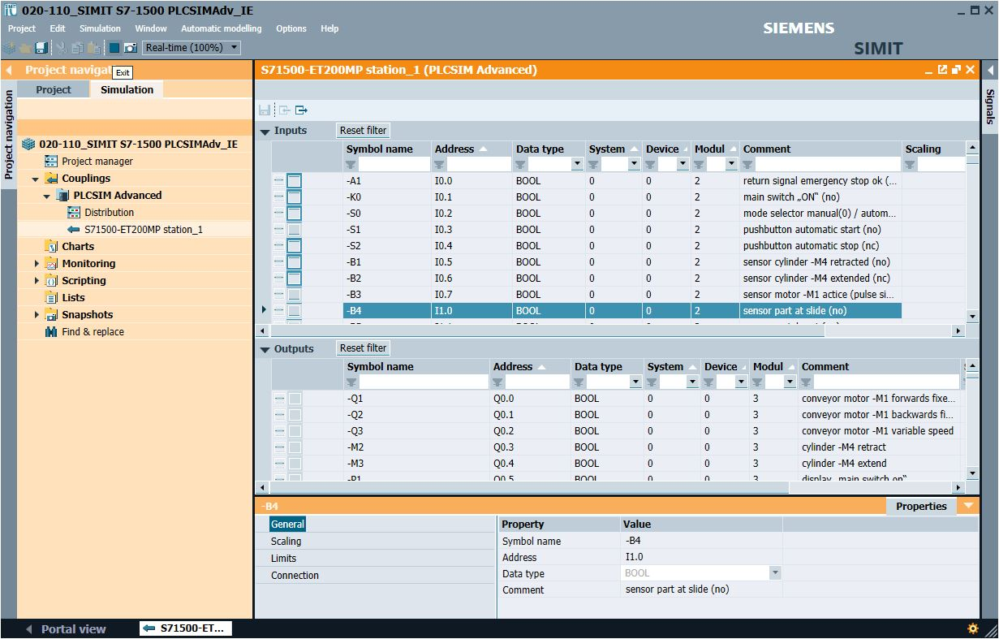 020-110_SIMIT S7-1500 PLCSIMAdv_IE
Project Edit Simulation Window Automatic modelling Options Help
SIEMENS
SIMIT
Real-time (100%)
Project navigat
Exit
S71500-ET200MP station_1 (PLCSIM Advanced)
Project Simulation
Project navigation
Signals
020-110_SIMIT S7-1500 PLCSIMAdv_IE
Project manager
Couplings
PLCSIM Advanced
Distribution
S71500-ET200MP station_1
Charts
Monitoring
Scripting
Lists
Snapshots
Find & replace
Inputs Reset filter
Symbol name Address Data type System Device Modul Comment Scaling
-A1 I0.0 BOOL 0 0 2 return signal emergency stop ok (...
-K0 I0.1 BOOL 0 0 2 main switch „ON“ (no)
-S0 I0.2 BOOL 0 0 2 mode selector manual(0) / autom...
-S1 I0.3 BOOL 0 0 2 pushbutton automatic start (no)
-S2 I0.4 BOOL 0 0 2 pushbutton automatic stop (nc)
-B1 I0.5 BOOL 0 0 2 sensor cylinder -M4 retracted (no)
-B2 I0.6 BOOL 0 0 2 sensor cylinder -M4 extended (nc)
-B3 I0.7 BOOL 0 0 2 sensor motor -M1 actice (pulse si...
-B4 I1.0 BOOL 0 0 2 sensor part at slide (no)
Outputs Reset filter
Symbol name Address Data type System Device Modul Comment
-Q1 Q0.0 BOOL 0 0 3 conveyor motor -M1 forwards fixe...
-Q2 Q0.1 BOOL 0 0 3 conveyor motor -M1 backwards fi...
-Q3 Q0.2 BOOL 0 0 3 conveyor motor -M1 variable speed
-M2 Q0.3 BOOL 0 0 3 cylinder -M4 retract
-M3 Q0.4 BOOL 0 0 3 cylinder -M4 extend
-P1 Q0.5 BOOL 0 0 3 display „main switch on“
-B4 Properties
General
Scaling
Limits
Connection
Property Value
Symbol name -B4
Address I1.0
Data type BOOL
Comment sensor part at slide (no)
Portal view S71500-ET...